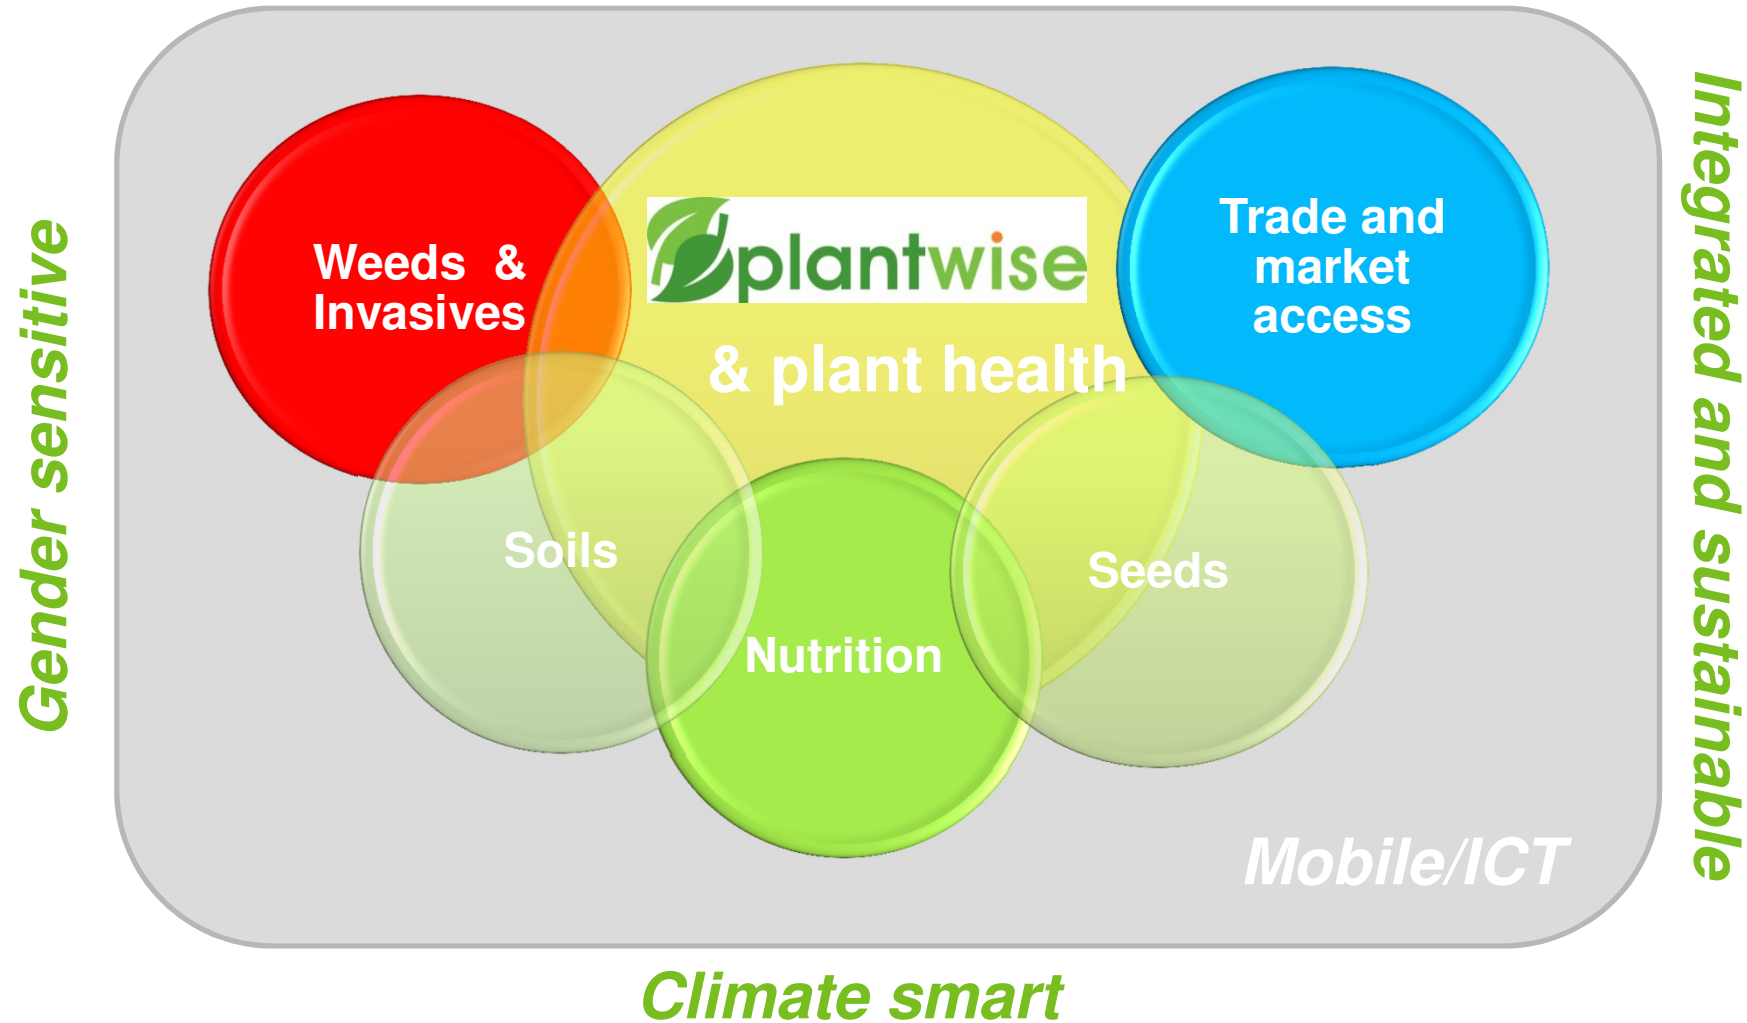 Gender sensitive
Weeds & 
Invasives
plantwise
& plant health
Trade and
market
access
Soils
Nutrition
Seeds
Mobile/ICT
Integrated and sustainable
Climate smart